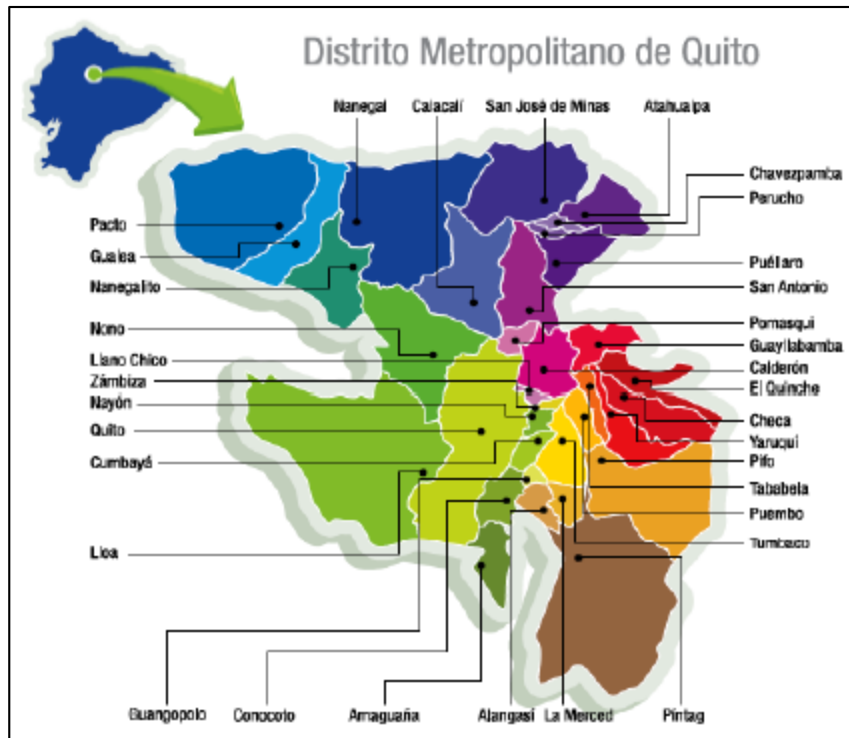 Distrito Metropolitano de Quito
Nanegal
Calacalí
San José de Minas
Atahualpa
Chavezpamba
Perucho
Pacto
Gualea
Nanegalito
Puéllaro
San Antonio
Nono
Pomasqui
Llano Chico
Guayllabamba
Zámbiza
Calderón
Nayón
El Quinche
Quito
Checa
Cumbayá
Yaruquí
Pifo
Tababela
Puembo
Lloa
Tumbaco
Guangopolo
Conocoto
Amaguaña
Alangasí
La Merced
Píntag